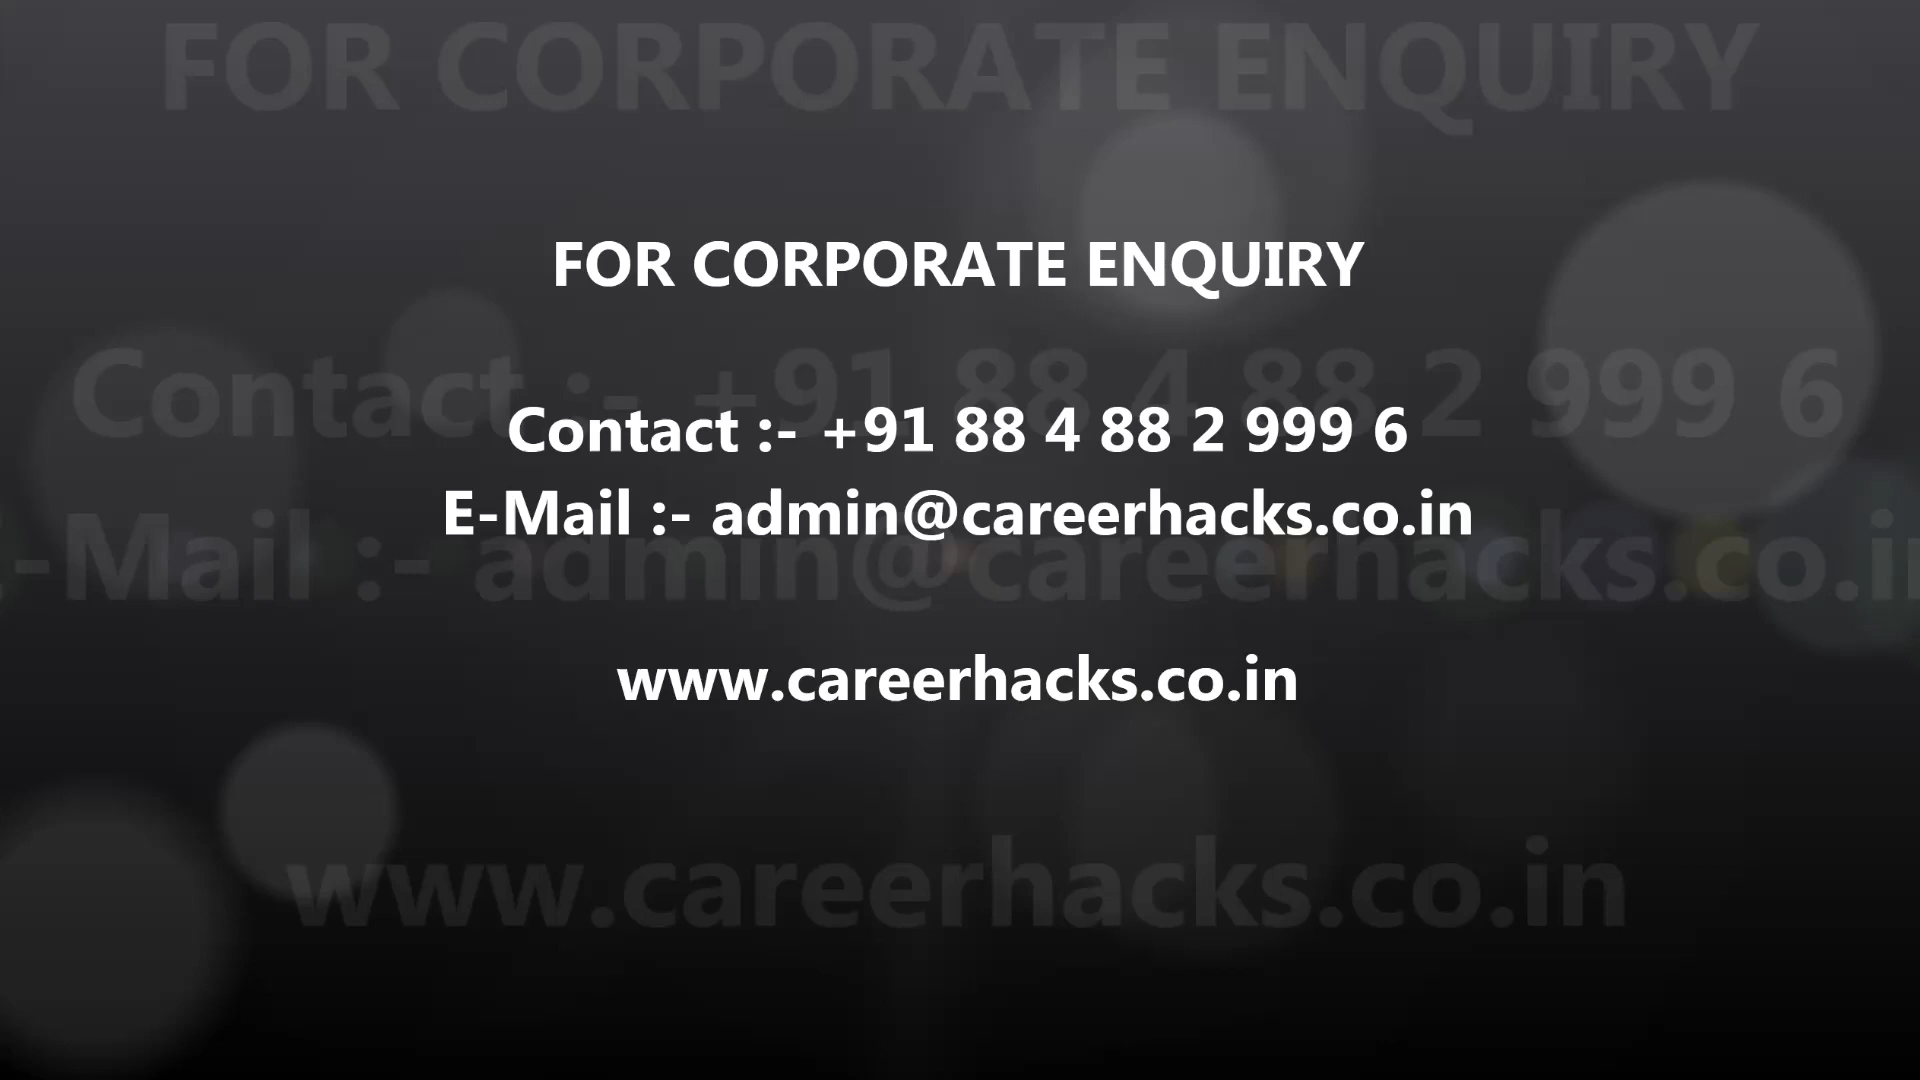 FOR CORPORATE ENQUIRY
Contact :- +91 88 4 88 2 999 6
E-Mail :- admin@careerhacks.co.in
www.careerhacks.co.in